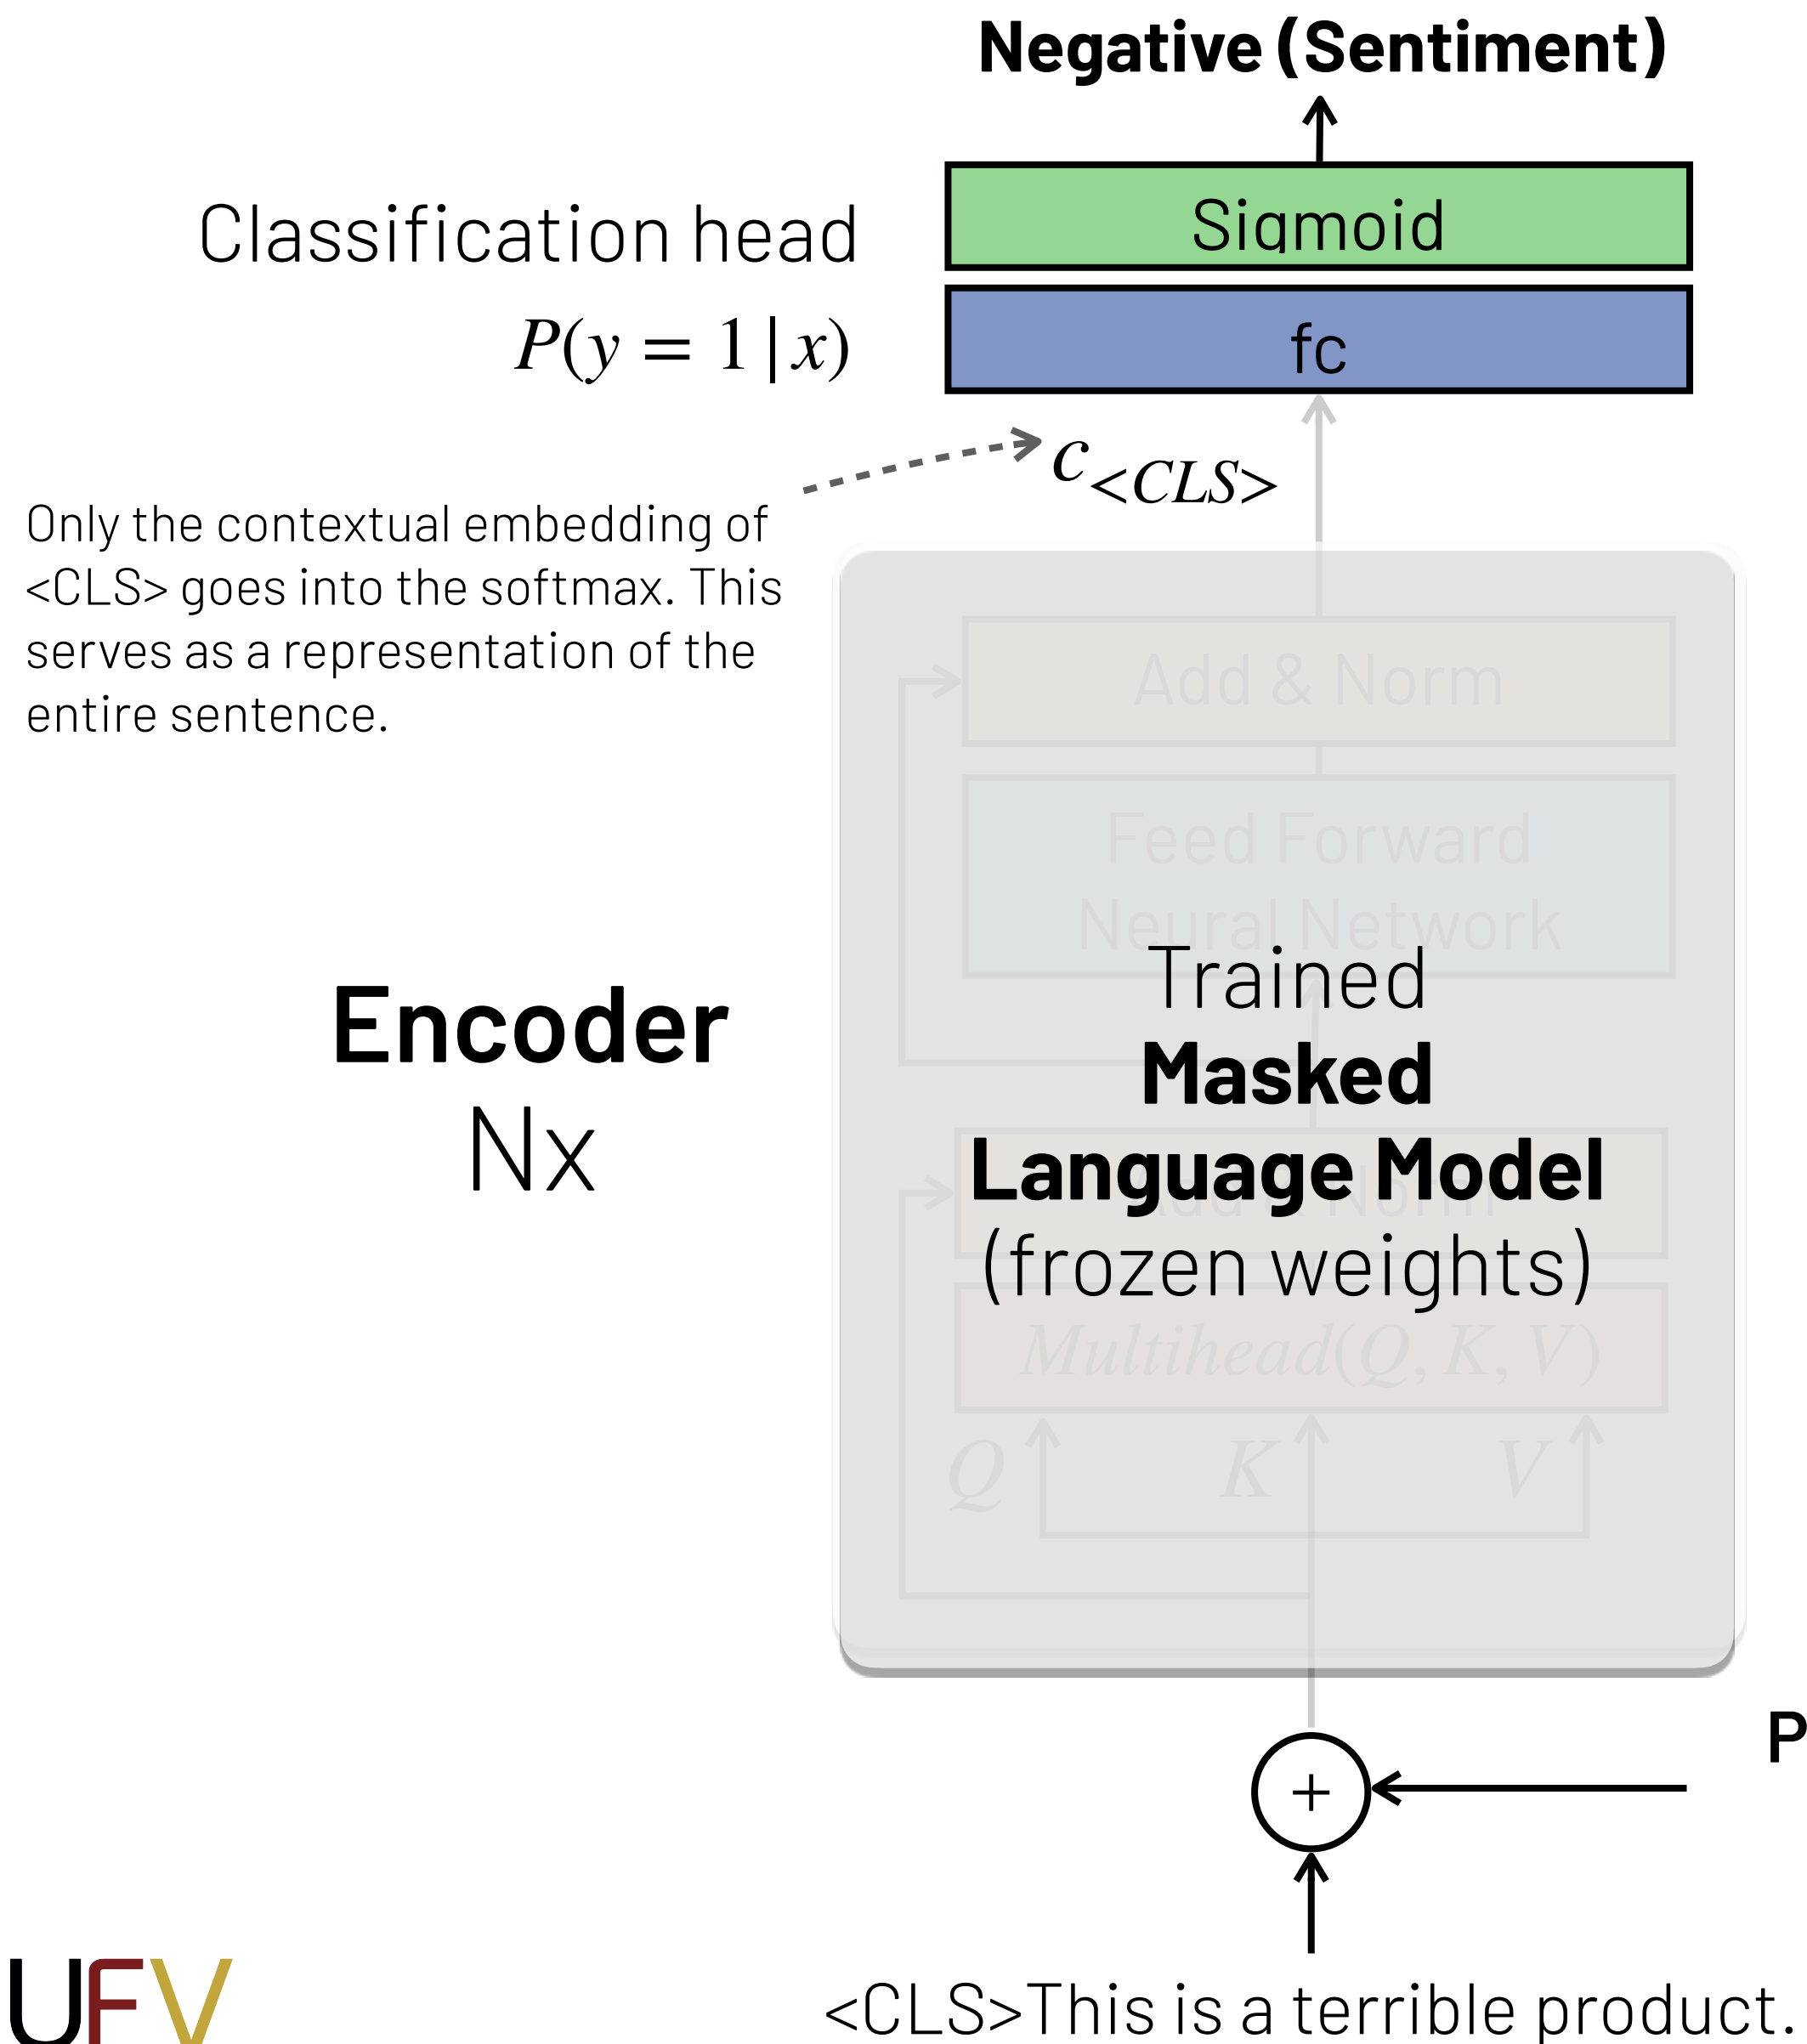 Negative (Sentiment)
Sigmoid
Classification head
fc
P(y = 1 | x)
c<CLS>
Only the contextual embedding of
<CLS> goes into the softmax. This
serves as a representation of the
entire sentence.
Add & Norm
Feed Forward
Neural Network
Trained
Masked
Language Model
(frozen weights)
Encoder
Nx
Add & Norm
Multihead(Q, K, V)
Q K V
P
+
<CLS>This is a terrible product.
UFV